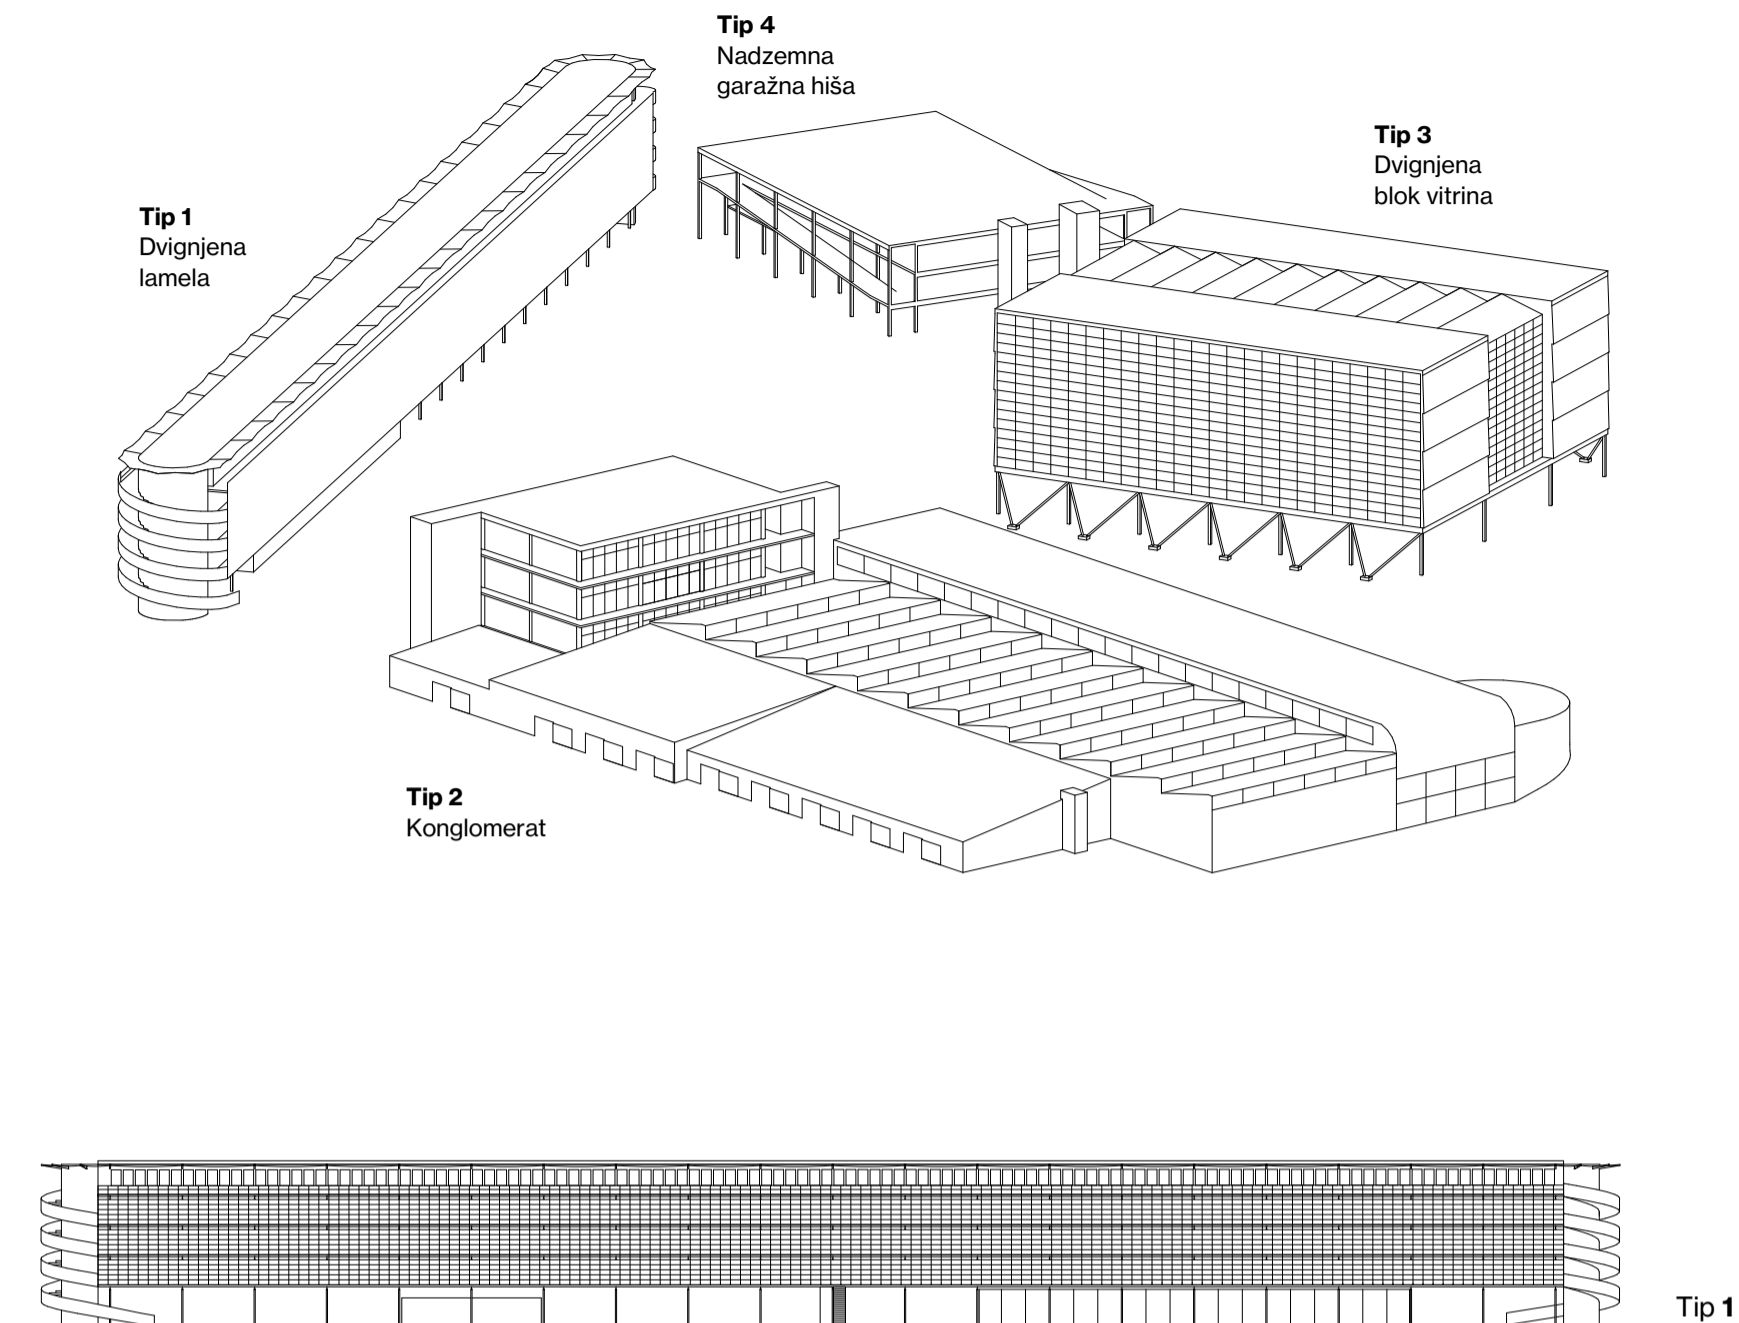 Tip 4
Nadzemna
garažna hiša
Tip 3
Dvignjena
blok vitrina
Tip 1
Dvignjena
lamela
Tip 2
Konglomerat
Tip 1